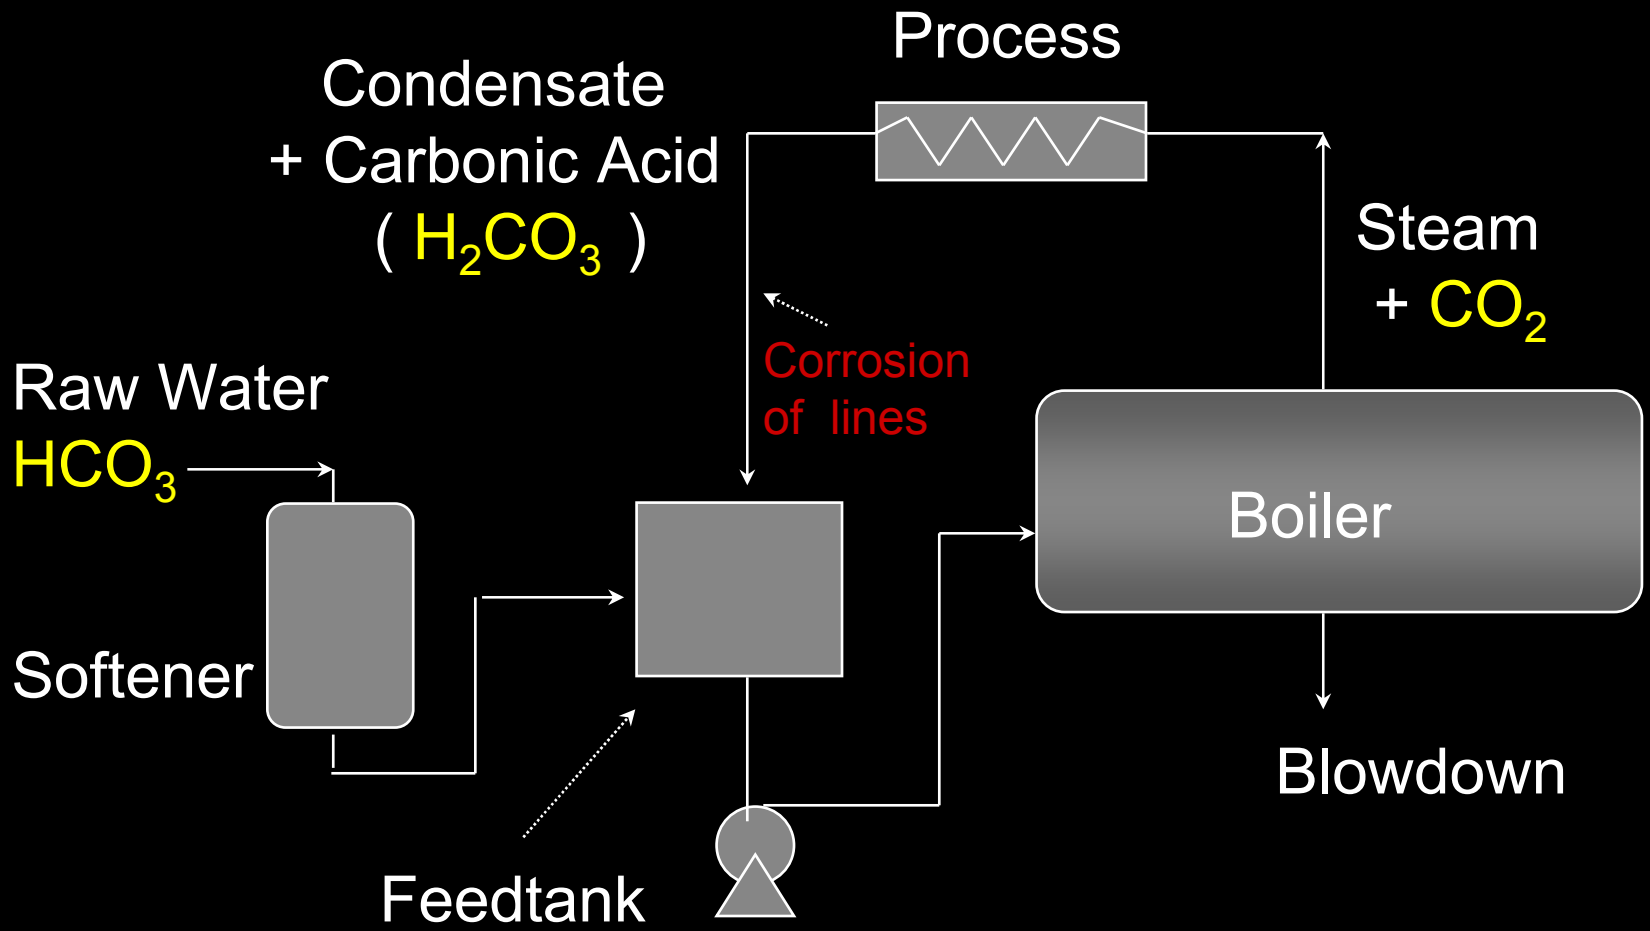 Process
Condensate
+ Carbonic Acid
( H₂CO₃ )
Steam
+ CO₂
Corrosion
of lines
Raw Water
HCO₃
Boiler
Softener
Blowdown
Feedtank